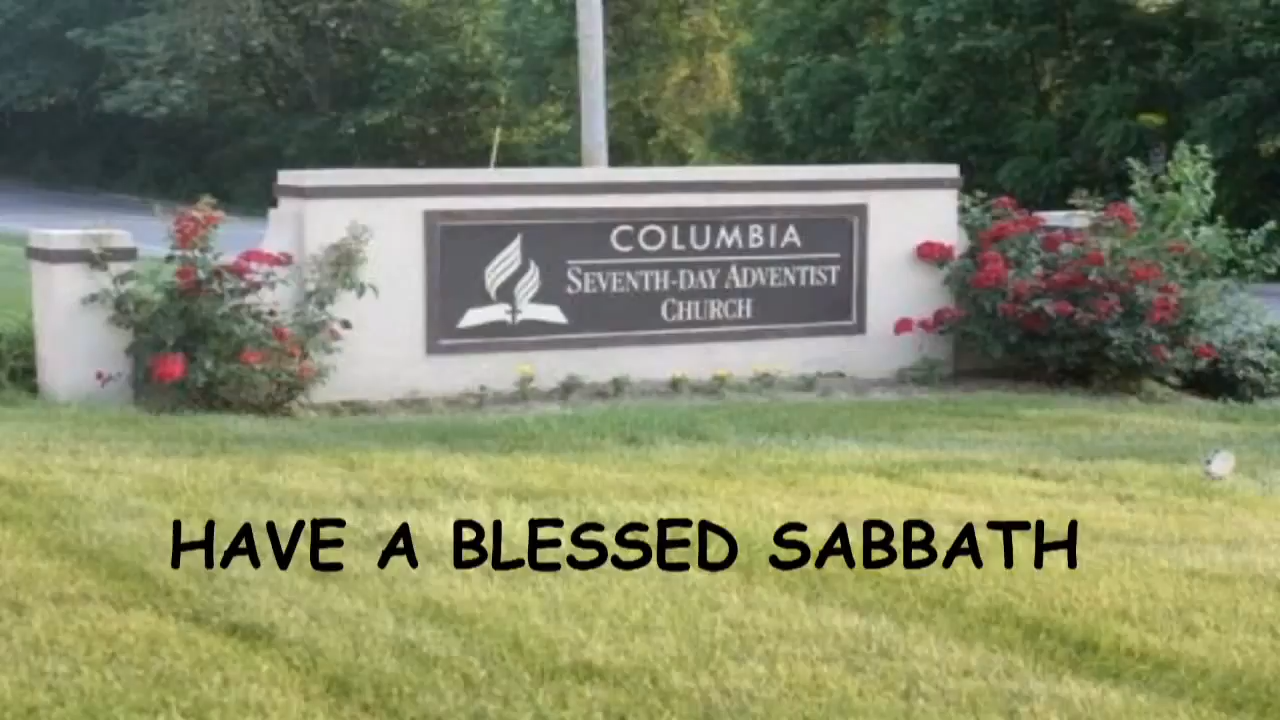 COLUMBIA
SEVENTH-DAY ADVENTIST
CHURCH
HAVE A BLESSED SABBATH